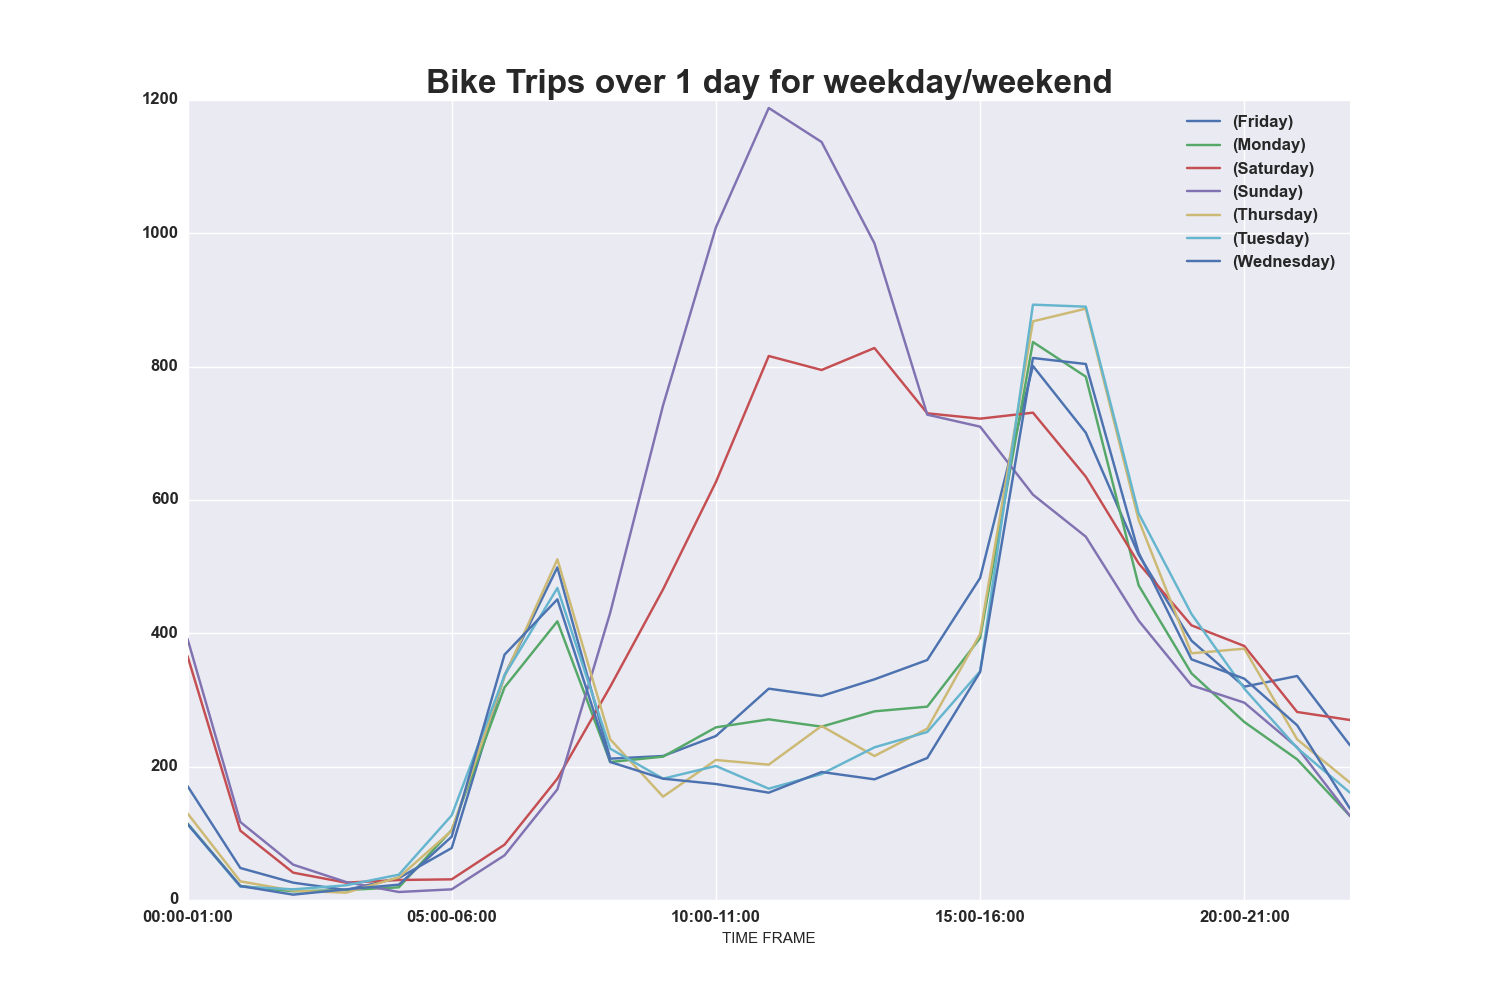 Bike Trips over 1 day for weekday/weekend
1200
1000
800
600
400
200
0
(Friday)
(Monday)
(Saturday)
(Sunday)
(Thursday)
(Tuesday)
(Wednesday)
00:00-01:00 05:00-06:00 10:00-11:00 15:00-16:00 20:00-21:00
TIME FRAME